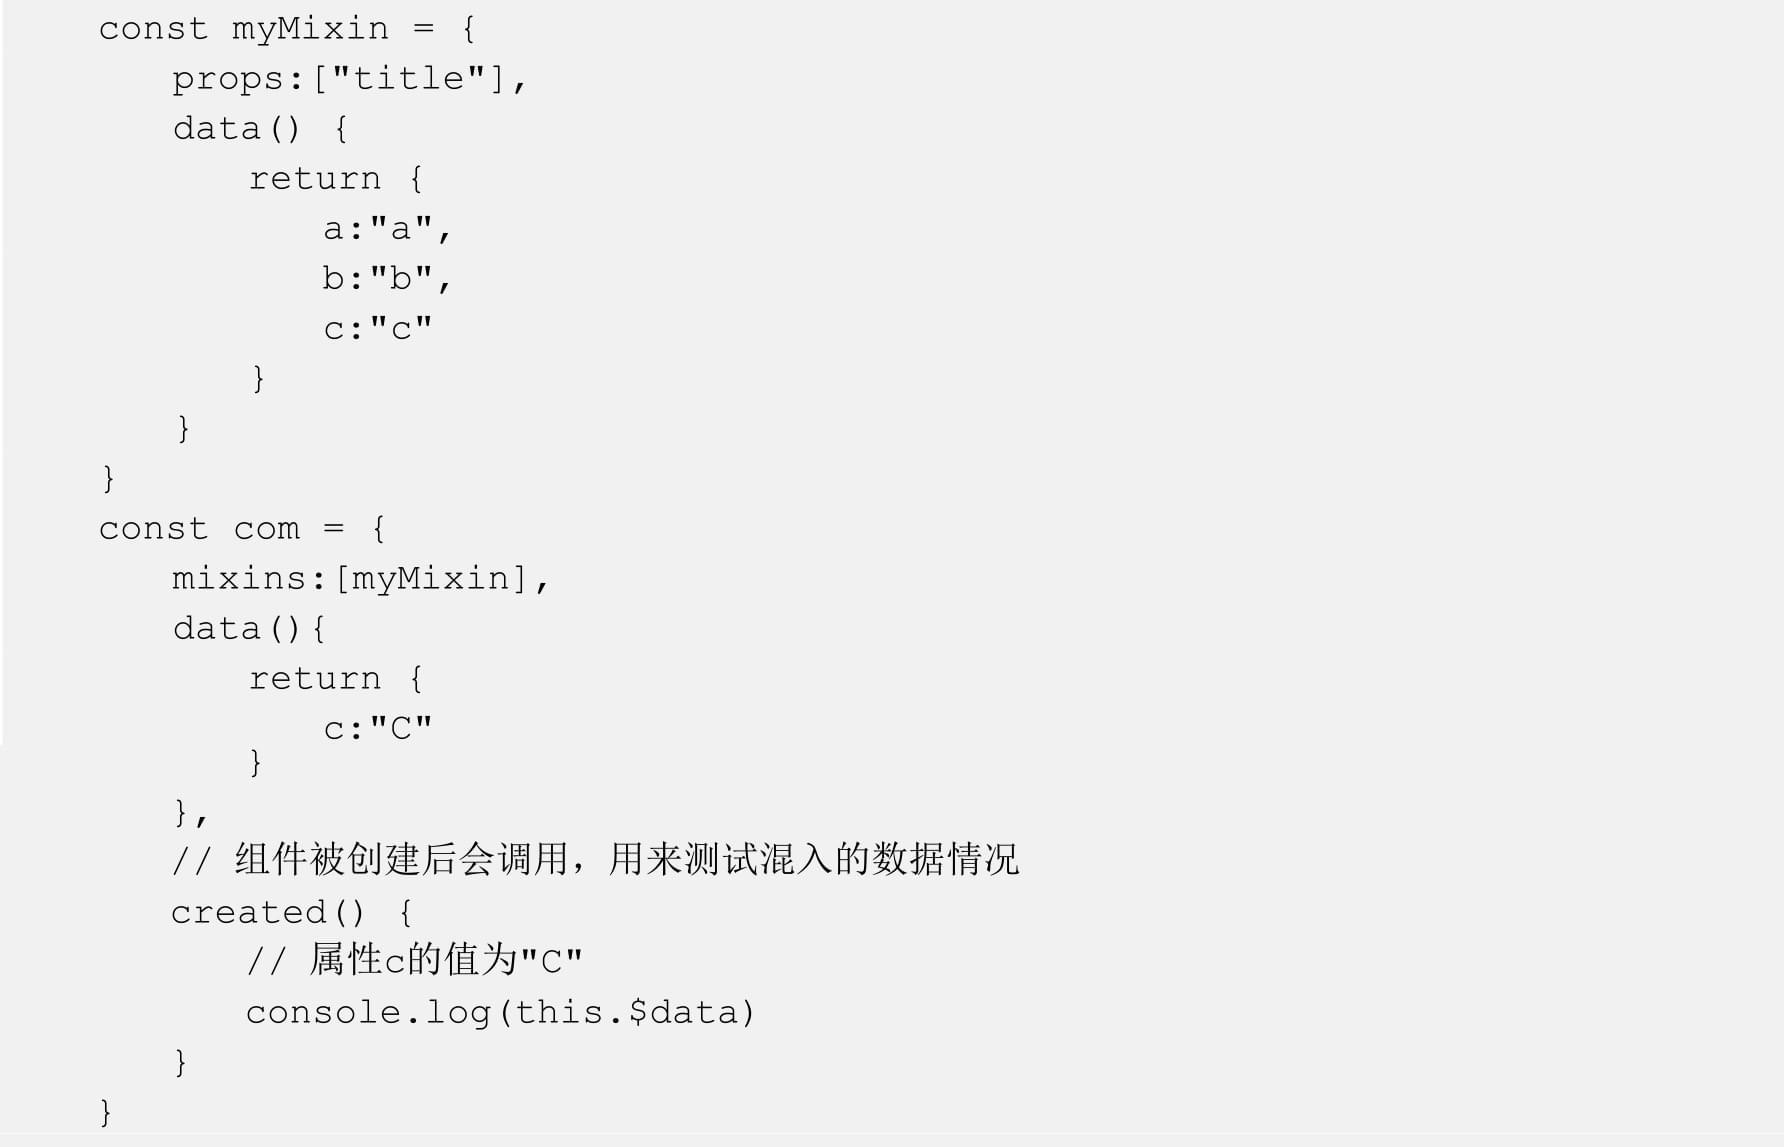 const myMixin = {
    props:["title"],
    data() {
        return {
            a:"a",
            b:"b",
            c:"c"
        }
    }
}
const com = {
    mixins:[myMixin],
    data(){
        return {
            c:"C"
        }
    },
    // 组件被创建后会调用，用来测试混入的数据情况
    created() {
        // 属性c的值为"C"
        console.log(this.$data)
    }
}